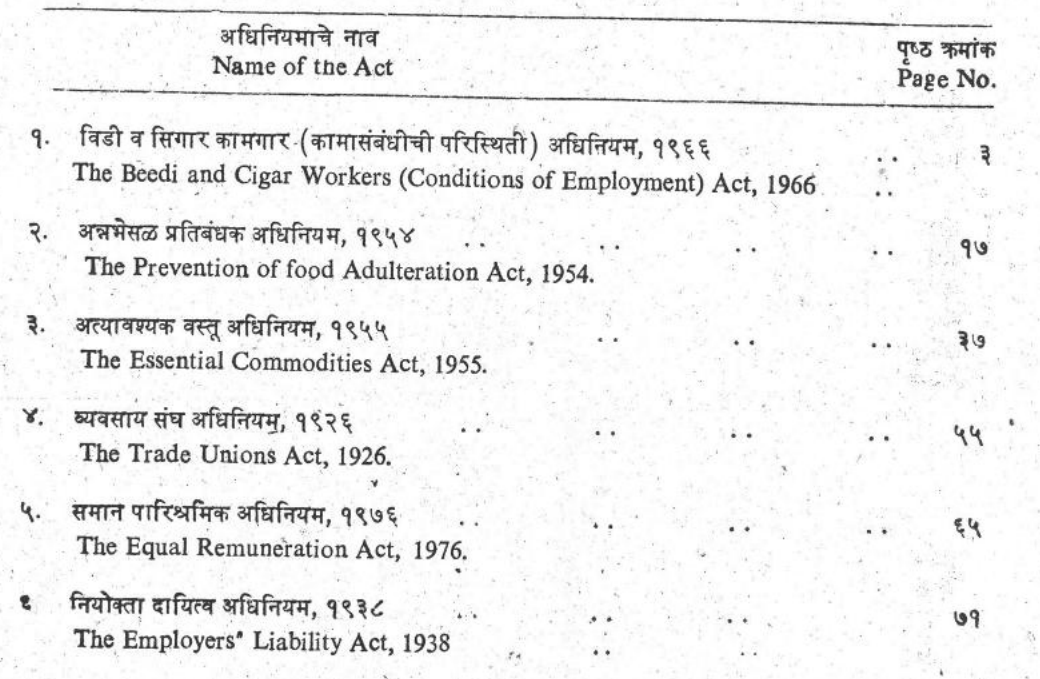 अधिनियमाचे नाव
Name of the Act
पृष्ठ क्रमांक
Page No.
१. विडी व सिगार कामगार (कामासंबंधीची परिस्थिती) अधिनियम, १९६६ .. ३
The Beedi and Cigar Workers (Conditions of Employment) Act, 1966 ..
२. अन्नभेसळ प्रतिबंधक अधिनियम, १९५४ .. .. .. .. १७
The Prevention of food Adulteration Act, 1954.
३. अत्यावश्यक वस्तू अधिनियम, १९५५ .. .. .. ३७
The Essential Commodities Act, 1955.
४. व्यवसाय संघ अधिनियम, १९२६ .. .. .. .. ५५
The Trade Unions Act, 1926.
५. समान पारिश्रमिक अधिनियम, १९७६ .. .. .. .. ६५
The Equal Remuneration Act, 1976.
६ नियोक्ता दायित्व अधिनियम, १९३८ .. .. .. ७१
The Employers' Liability Act, 1938 .. .. ..